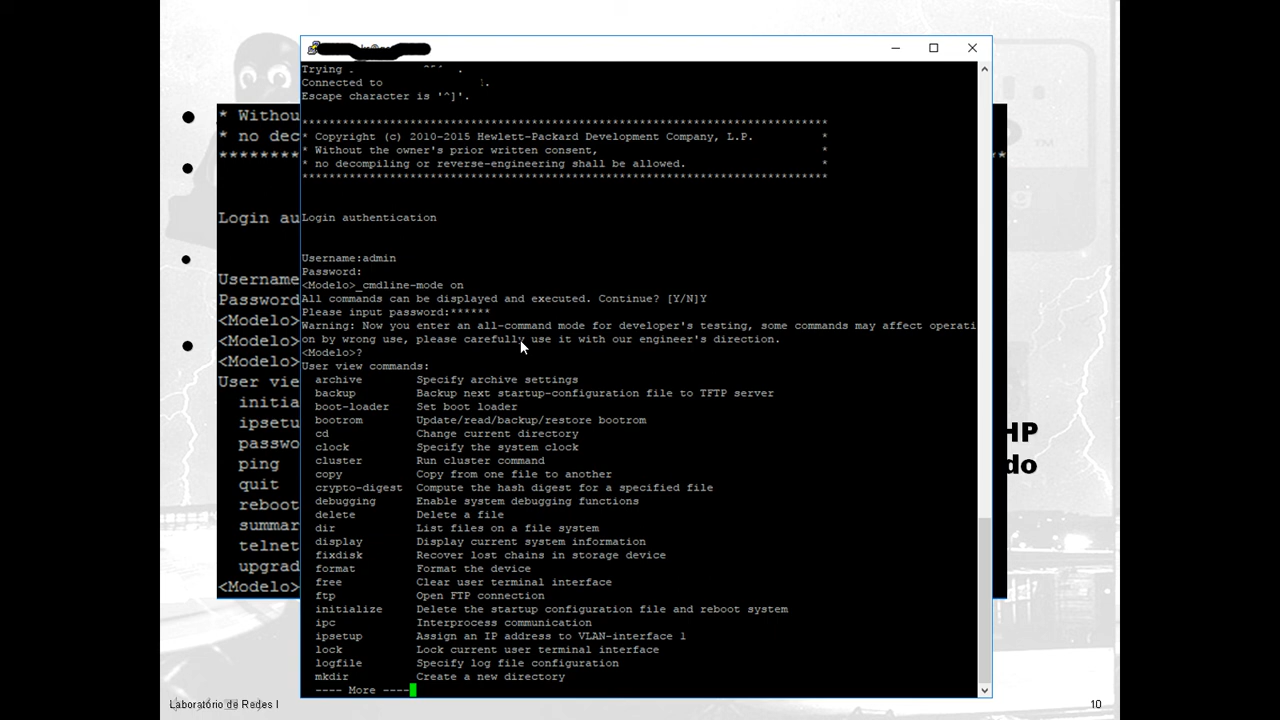 Trying
Connected to
Escape character is '^]'.
******************************************************************************
* Copyright (c) 2010-2015 Hewlett-Packard Development Company, L.P. *
* Without the owner's prior written consent, *
* no decompiling or reverse-engineering shall be allowed. *
******************************************************************************
Login authentication
Username:admin
Password:
<Modelo>_cmdline-mode on
All commands can be displayed and executed. Continue? [Y/N]Y
Please input password:******
Warning: Now you enter an all-command mode for developer's testing, some commands may affect operati
on by wrong use, please carefully use it with our engineer's direction.
<Modelo>?
User view commands:
archive Specify archive settings
backup Backup next startup-configuration file to TFTP server
boot-loader Set boot loader
bootrom Update/read/backup/restore bootrom
cd Change current directory
clock Specify the system clock
cluster Run cluster command
copy Copy from one file to another
crypto-digest Compute the hash digest for a specified file
debugging Enable system debugging functions
delete Delete a file
dir List files on a file system
display Display current system information
fixdisk Recover lost chains in storage device
format Format the device
free Clear user terminal interface
ftp Open FTP connection
initialize Delete the startup configuration file and reboot system
ipc Interprocess communication
ipsetup Assign an IP address to VLAN-interface 1
lock Lock current user terminal interface
logfile Specify log file configuration
mkdir Create a new directory
---- More ----
* Withou
* no dec
********
Login au
Username
Password
<Modelo>
<Modelo>
<Modelo>
User vie
initia
ipsetu
passwo
ping
quit
reboot
summar
telnet
upgrad
<Modelo>
HP
do
Laboratório de Redes I
10